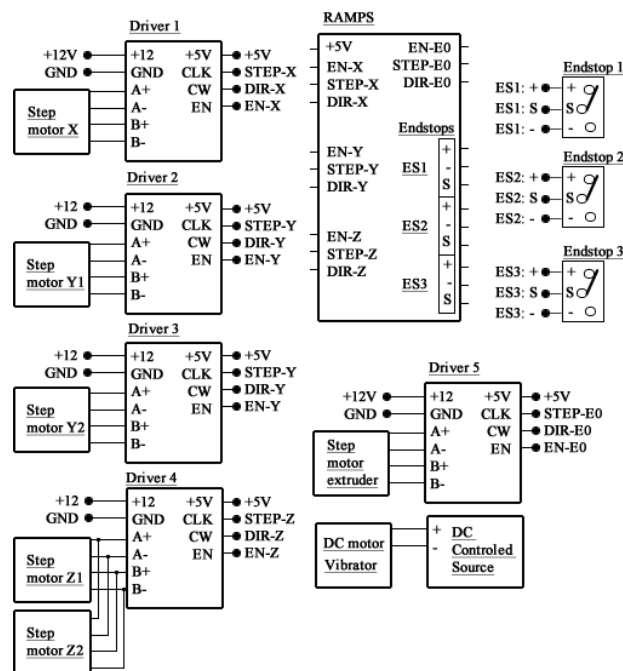 Driver 1
+12V
GND
+12 +5V
GND CLK
A+ CW
A- EN
B+
B-
+5V
STEP-X
DIR-X
EN-X
Step
motor X
Driver 2
+12
GND
+12 +5V
GND CLK
A+ CW
A- EN
B+
B-
+5V
STEP-Y
DIR-Y
EN-Y
Step
motor Y1
Driver 3
+12
GND
+12 +5V
GND CLK
A+ CW
A- EN
B+
B-
+5V
STEP-Y
DIR-Y
EN-Y
Step
motor Y2
Driver 4
+12
GND
+12 +5V
GND CLK
A+ CW
A- EN
B+
B-
+5V
STEP-Z
DIR-Z
EN-Z
Step
motor Z1
Step
motor Z2
RAMPS
+5V
EN-X
STEP-X
DIR-X
EN-Y
STEP-Y
DIR-Y
EN-Z
STEP-Z
DIR-Z
EN-E0
STEP-E0
DIR-E0
Endstops
ES1
+
-
S
ES2
+
-
S
ES3
+
-
S
Endstop 1
ES1: + +
ES1: S S
ES1: - -
Endstop 2
ES2: + +
ES2: S S
ES2: - -
Endstop 3
ES3: + +
ES3: S S
ES3: - -
Driver 5
+12V
GND
+12 +5V
GND CLK
A+ CW
A- EN
B+
B-
+5V
STEP-E0
DIR-E0
EN-E0
Step
motor
extruder
DC motor
Vibrator
+ DC
- Controled
Source